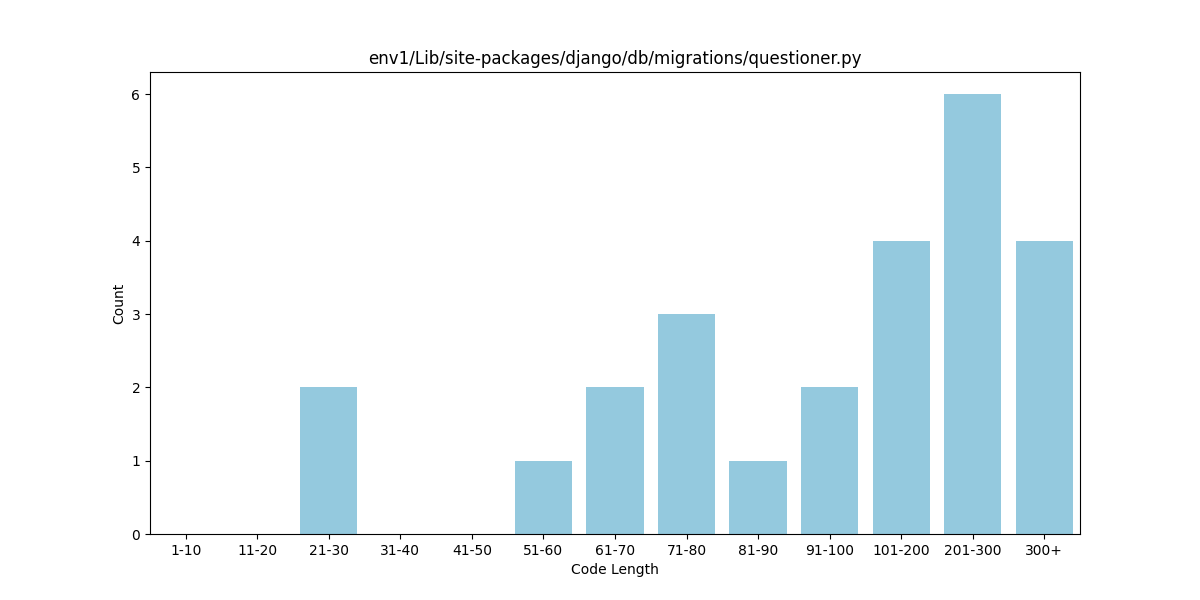 env1/Lib/site-packages/django/db/migrations/questioner.py
6
5
4
3
2
1
0
Count
1-10 11-20 21-30 31-40 41-50 51-60 61-70 71-80 81-90 91-100 101-200 201-300 300+
Code Length